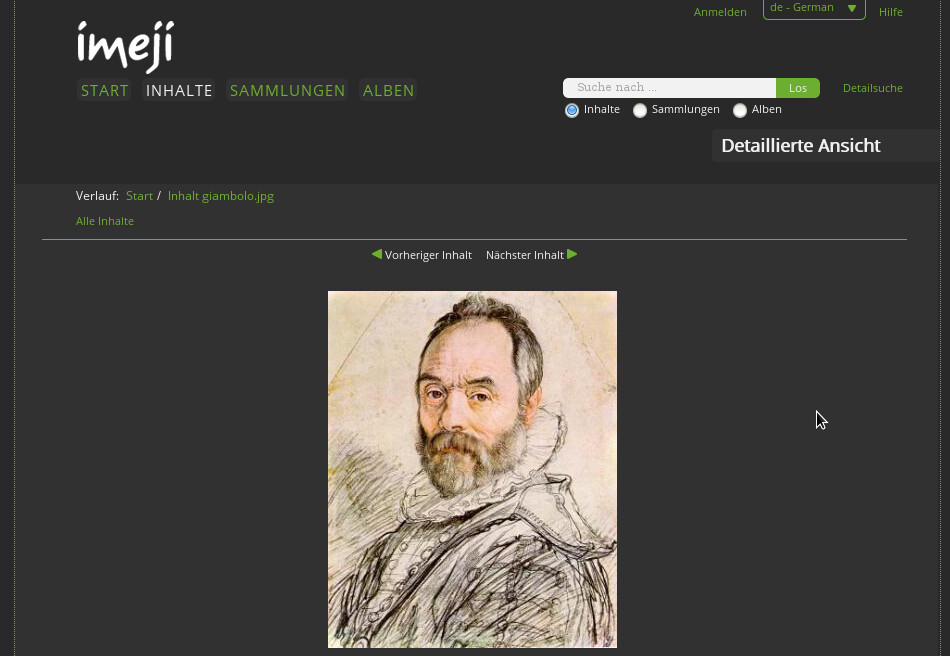 Anmelden de - German Hilfe
imeji
START INHALTE SAMMLUNGEN ALBEN
Suche nach ... Los Detailsuche
Inhalte Sammlungen Alben
Detaillierte Ansicht
Verlauf: Start / Inhalt giambolo.jpg
Alle Inhalte
Vorheriger Inhalt Nächster Inhalt